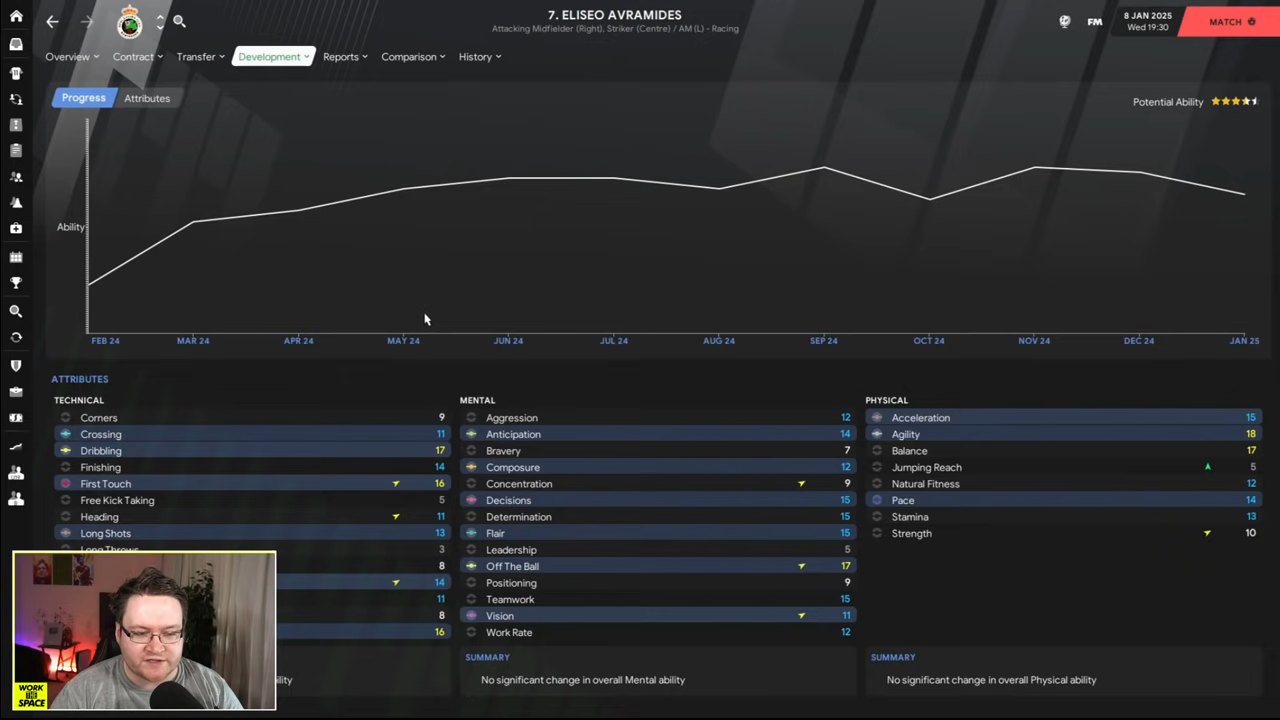 7. ELISEO AVRAMIDES
Attacking Midfielder (Right), Striker (Centre) / AM (L) - Racing
FM
8 JAN 2025
Wed 19:30
MATCH
Overview
Contract
Transfer
Development
Reports
Comparison
History
Progress
Attributes
Potential Ability
Ability
FEB 24
MAR 24
APR 24
MAY 24
JUN 24
JUL 24
AUG 24
SEP 24
OCT 24
NOV 24
DEC 24
JAN 25
ATTRIBUTES
TECHNICAL
Corners 9
Crossing 11
Dribbling 17
Finishing 14
First Touch 16
Free Kick Taking 5
Heading 11
Long Shots 13
Long Throws 3
8
14
11
8
16
ility
MENTAL
Aggression 12
Anticipation 14
Bravery 7
Composure 12
Concentration 9
Decisions 15
Determination 15
Flair 15
Leadership 5
Off The Ball 17
Positioning 9
Teamwork 15
Vision 11
Work Rate 12
SUMMARY
No significant change in overall Mental ability
PHYSICAL
Acceleration 15
Agility 18
Balance 17
Jumping Reach 5
Natural Fitness 12
Pace 14
Stamina 13
Strength 10
SUMMARY
No significant change in overall Physical ability
WORK
THE
SPACE